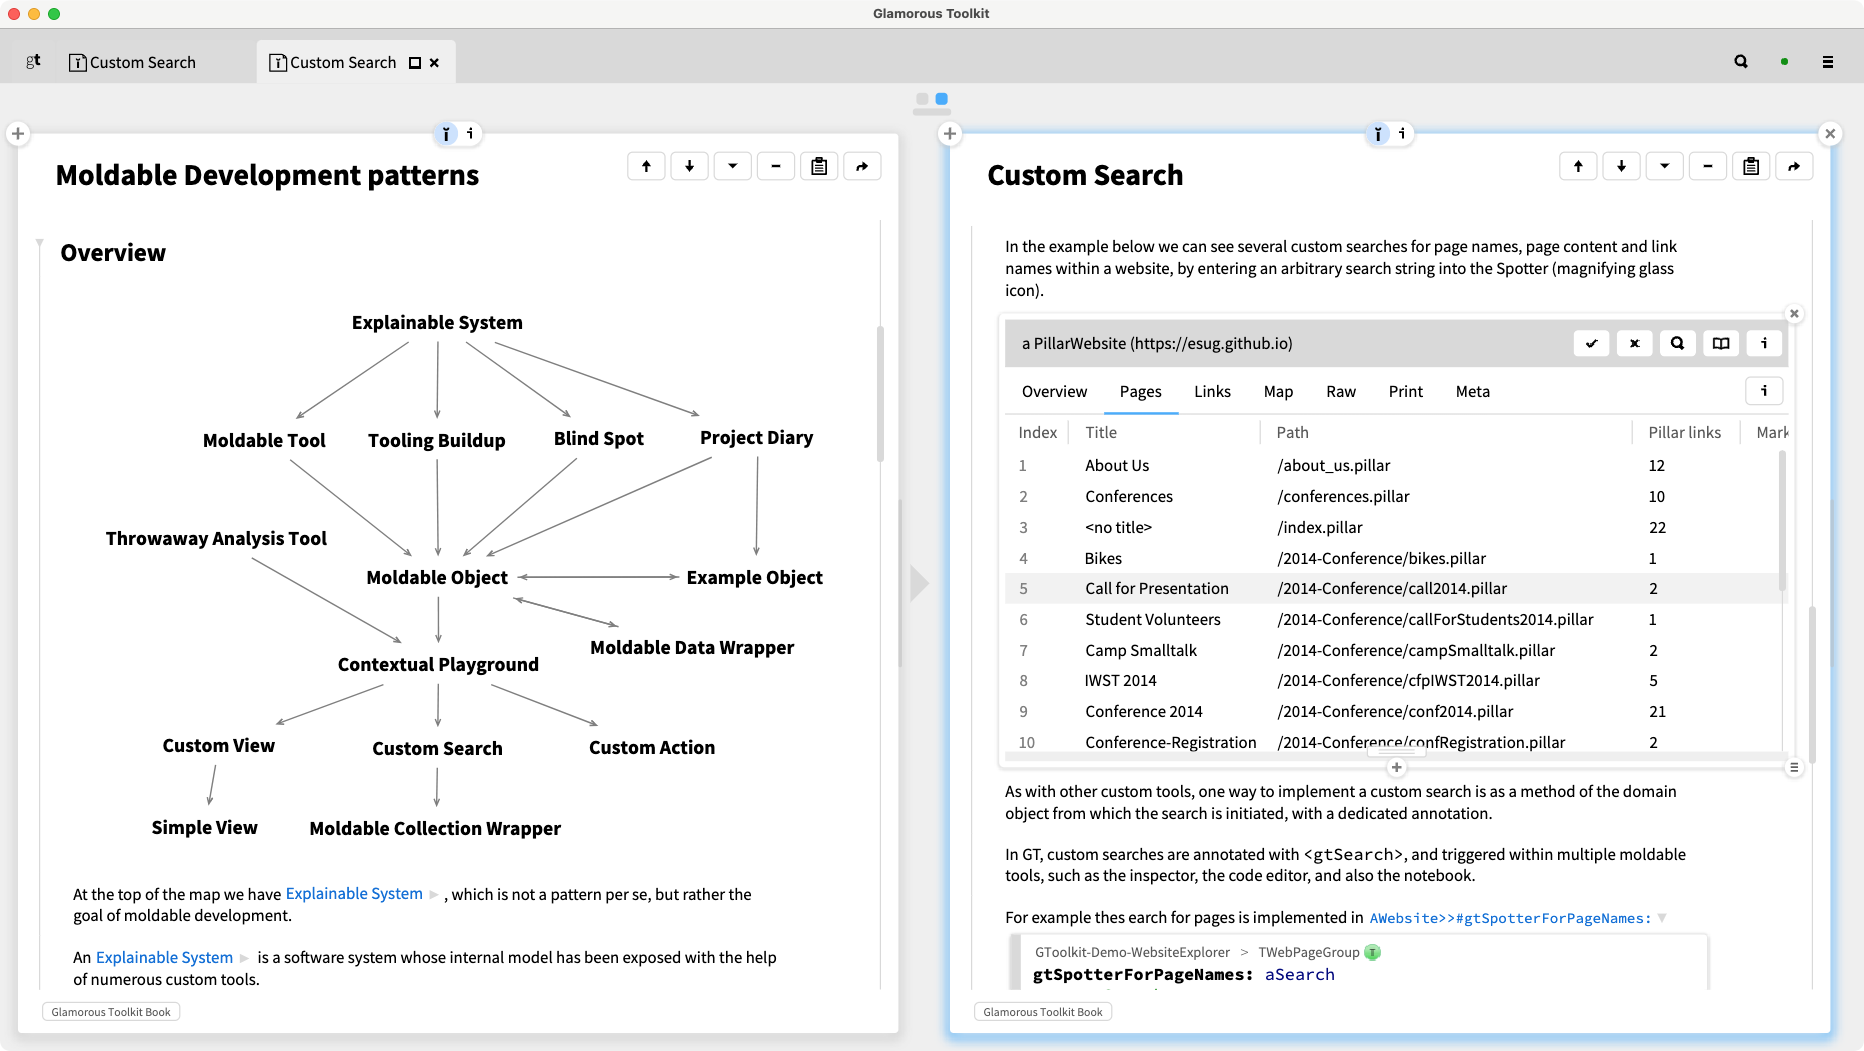 Glamorous Toolkit
gt
Custom Search
Custom Search
Moldable Development patterns
Overview
Explainable System
Moldable Tool
Tooling Buildup
Blind Spot
Project Diary
Throwaway Analysis Tool
Moldable Object
Example Object
Moldable Data Wrapper
Contextual Playground
Custom View
Custom Search
Custom Action
Simple View
Moldable Collection Wrapper
At the top of the map we have Explainable System , which is not a pattern per se, but rather the
goal of moldable development.
An Explainable System is a software system whose internal model has been exposed with the help
of numerous custom tools.
Glamorous Toolkit Book
Custom Search
In the example below we can see several custom searches for page names, page content and link
names within a website, by entering an arbitrary search string into the Spotter (magnifying glass
icon).
a PillarWebsite (https://esug.github.io)
Overview Pages Links Map Raw Print Meta
Index Title Path Pillar links Mark
1 About Us /about_us.pillar 12
2 Conferences /conferences.pillar 10
3 <no title> /index.pillar 22
4 Bikes /2014-Conference/bikes.pillar 1
5 Call for Presentation /2014-Conference/call2014.pillar 2
6 Student Volunteers /2014-Conference/callForStudents2014.pillar 1
7 Camp Smalltalk /2014-Conference/campSmalltalk.pillar 2
8 IWST 2014 /2014-Conference/cfpIWST2014.pillar 5
9 Conference 2014 /2014-Conference/conf2014.pillar 21
10 Conference-Registration /2014-Conference/confRegistration.pillar 2
As with other custom tools, one way to implement a custom search is as a method of the domain
object from which the search is initiated, with a dedicated annotation.
In GT, custom searches are annotated with <gtSearch>, and triggered within multiple moldable
tools, such as the inspector, the code editor, and also the notebook.
For example thes earch for pages is implemented in AWebsite>>#gtSpotterForPageNames:
GToolkit-Demo-WebsiteExplorer > TWebPageGroup T
gtSpotterForPageNames: aSearch
Glamorous Toolkit Book